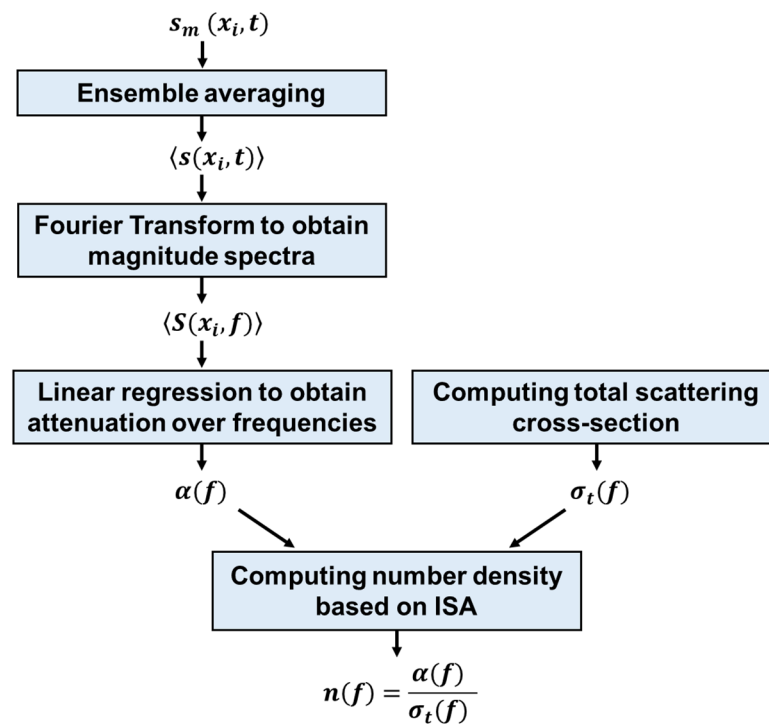 s_m (x_i, t)
Ensemble averaging
⟨s(x_i, t)⟩
Fourier Transform to obtain
magnitude spectra
⟨S(x_i, f)⟩
Linear regression to obtain
attenuation over frequencies
Computing total scattering
cross-section
α(f)
σ_t(f)
Computing number density
based on ISA
n(f) = α(f) / σ_t(f)